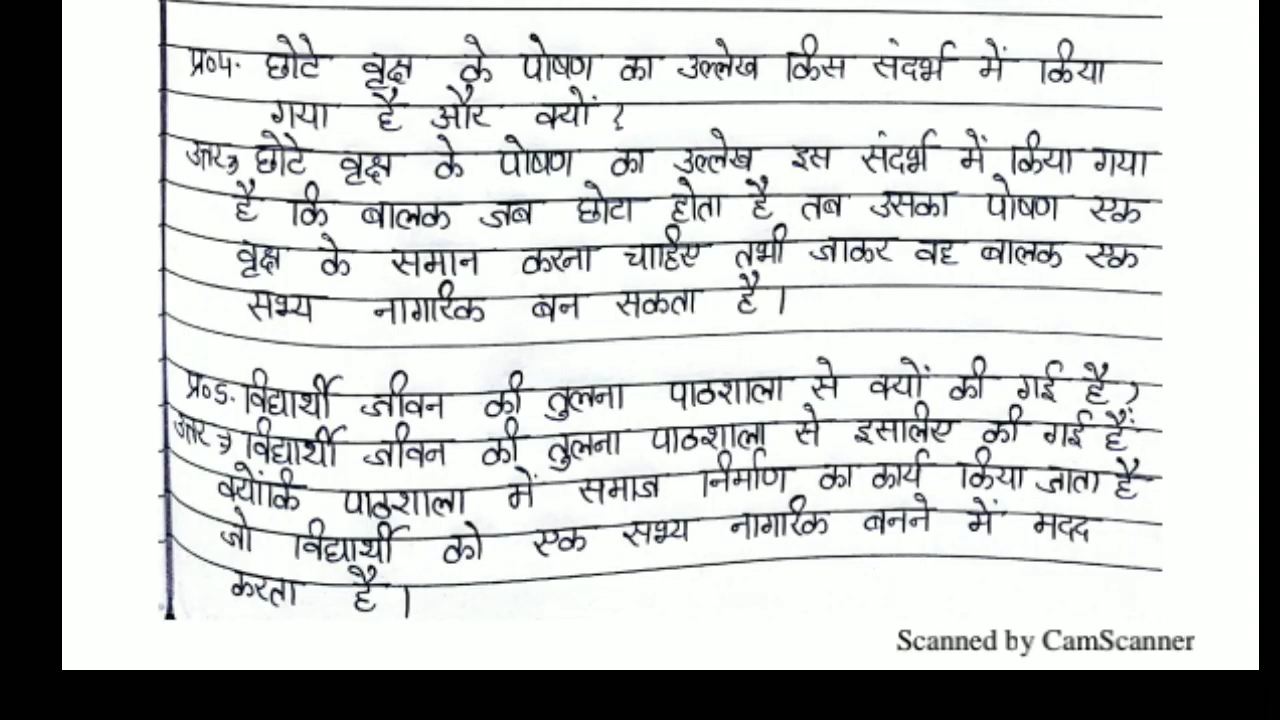 प्र०4. छोटे वृक्ष के पोषण का उल्लेख किस संदर्भ में किया
गया है और क्यों ?
उत्तर→ छोटे वृक्ष के पोषण का उल्लेख इस संदर्भ में किया गया
है कि बालक जब छोटा होता है तब उसका पोषण एक
वृक्ष के समान करना चाहिए तभी जाकर वह बालक एक
सभ्य नागरिक बन सकता है।
प्र०5. विद्यार्थी जीवन की तुलना पाठशाला से क्यों की गई है ?
उत्तर → विद्यार्थी जीवन की तुलना पाठशाला से इसलिए की गई हैं
क्योंकि पाठशाला में समाज निर्माण का कार्य किया जाता है
जो विद्यार्थी को एक सभ्य नागरिक बनने में मदद
करता है।
Scanned by CamScanner